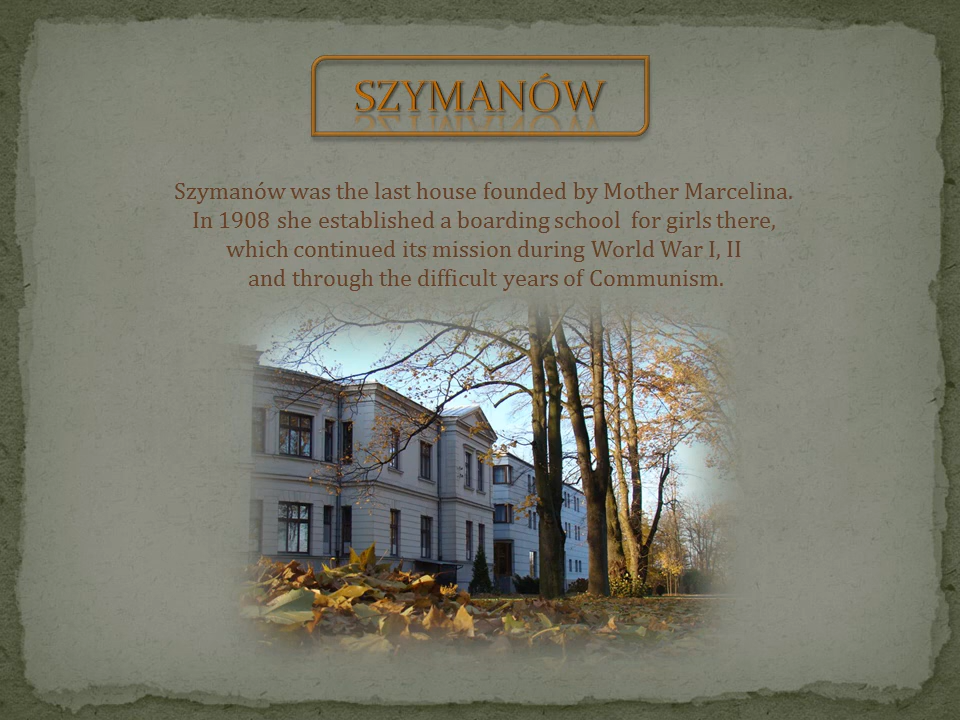 SZYMANÓW
Szymanów was the last house founded by Mother Marcelina.
In 1908 she established a boarding school for girls there,
which continued its mission during World War I, II
and through the difficult years of Communism.